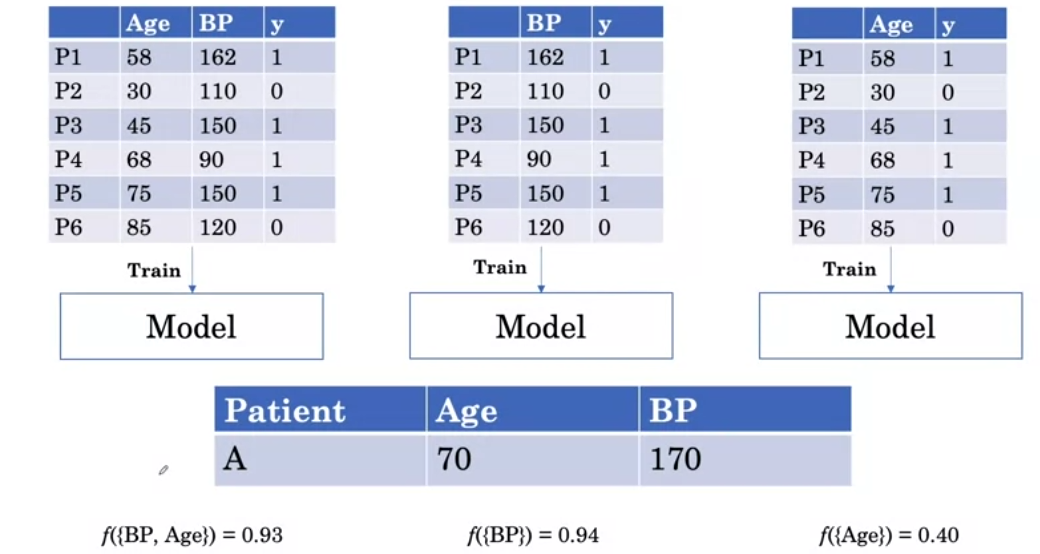 Age BP y
P1 58 162 1
P2 30 110 0
P3 45 150 1
P4 68 90 1
P5 75 150 1
P6 85 120 0
Train
Model
BP y
P1 162 1
P2 110 0
P3 150 1
P4 90 1
P5 150 1
P6 120 0
Train
Model
Age y
P1 58 1
P2 30 0
P3 45 1
P4 68 1
P5 75 1
P6 85 0
Train
Model
Patient Age BP
A 70 170
f({BP, Age}) = 0.93
f({BP}) = 0.94
f({Age}) = 0.40